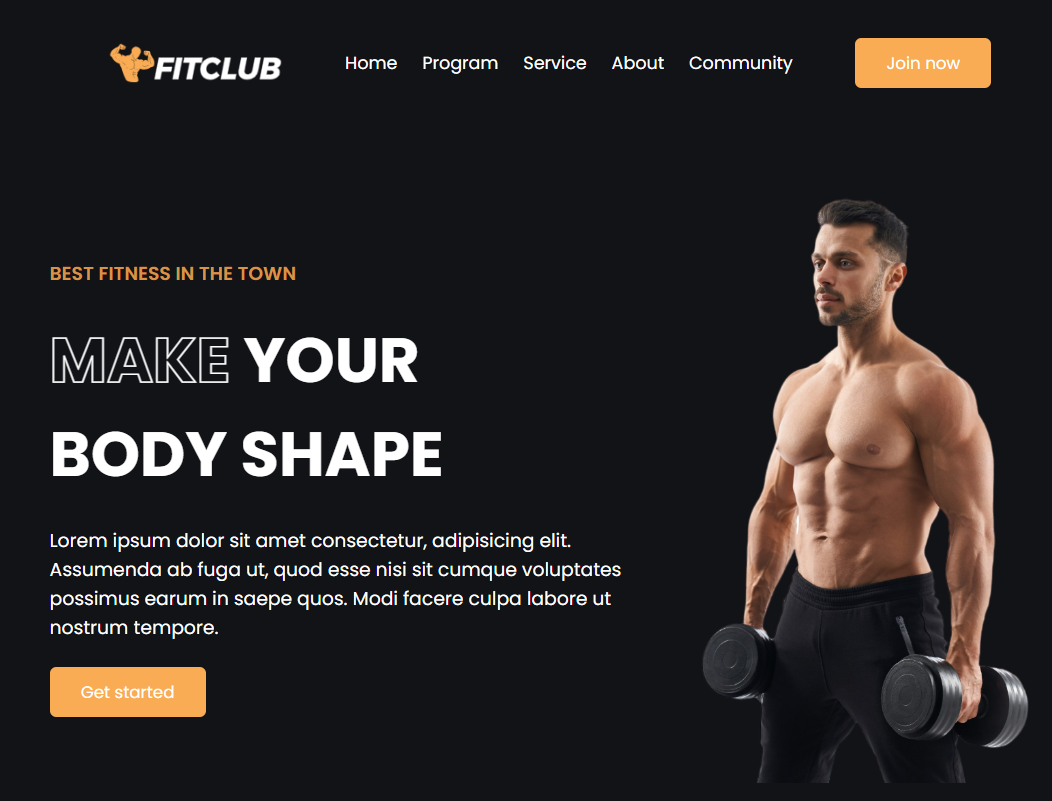 FITCLUB
Home Program Service About Community
Join now
BEST FITNESS IN THE TOWN
MAKE YOUR
BODY SHAPE
Lorem ipsum dolor sit amet consectetur, adipisicing elit.
Assumenda ab fuga ut, quod esse nisi sit cumque voluptates
possimus earum in saepe quos. Modi facere culpa labore ut
nostrum tempore.
Get started